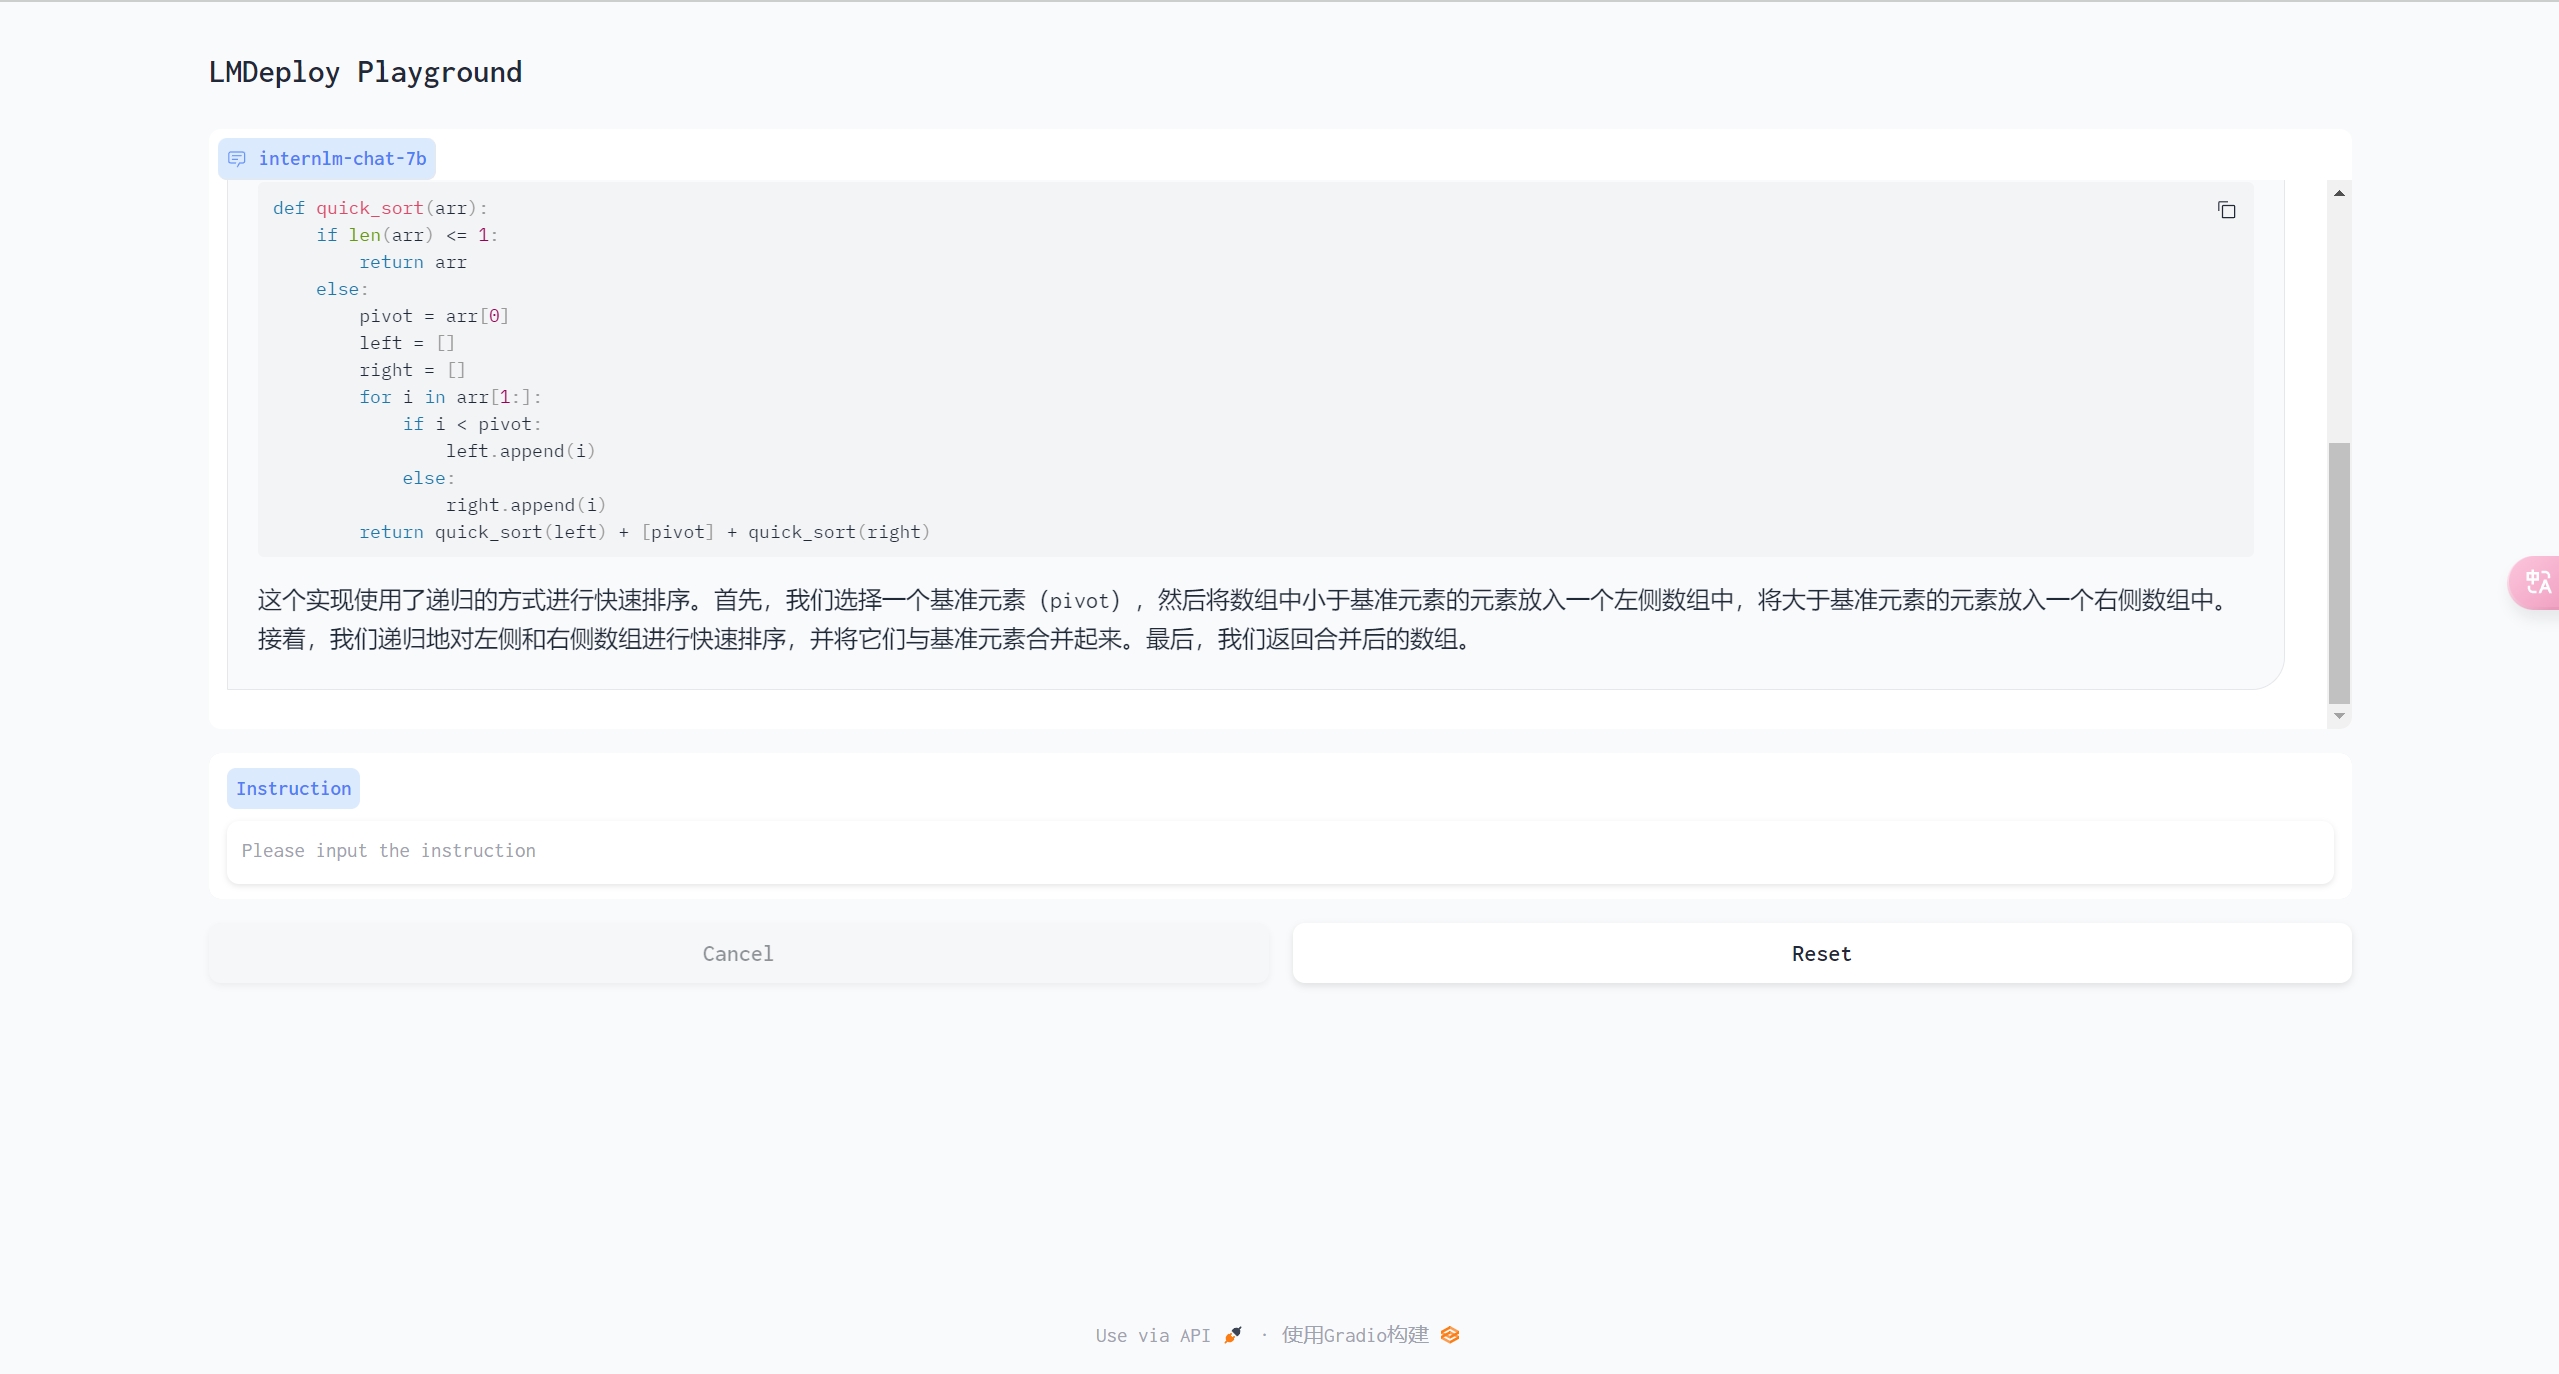 LMDeploy Playground
internlm-chat-7b
def quick_sort(arr):
    if len(arr) <= 1:
        return arr
    else:
        pivot = arr[0]
        left = []
        right = []
        for i in arr[1:]:
            if i < pivot:
                left.append(i)
            else:
                right.append(i)
        return quick_sort(left) + [pivot] + quick_sort(right)
这个实现使用了递归的方式进行快速排序。首先，我们选择一个基准元素（pivot），然后将数组中小于基准元素的元素放入一个左侧数组中，将大于基准元素的元素放入一个右侧数组中。
接着，我们递归地对左侧和右侧数组进行快速排序，并将它们与基准元素合并起来。最后，我们返回合并后的数组。
中A
Instruction
Please input the instruction
Cancel
Reset
Use via API · 使用Gradio构建